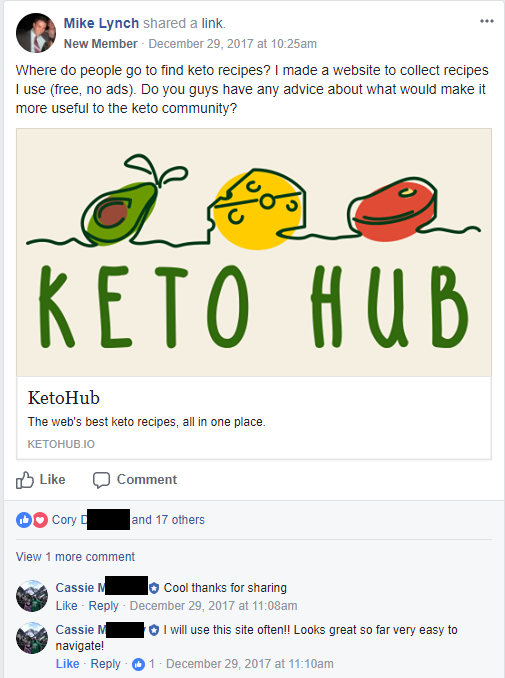 Mike Lynch shared a link.
New Member · December 29, 2017 at 10:25am
Where do people go to find keto recipes? I made a website to collect recipes
I use (free, no ads). Do you guys have any advice about what would make it
more useful to the keto community?
KETO HUB
KetoHub
The web's best keto recipes, all in one place.
KETOHUB.IO
Like Comment
Cory D and 17 others
View 1 more comment
Cassie M Cool thanks for sharing
Like · Reply · December 29, 2017 at 11:08am
Cassie M I will use this site often!! Looks great so far very easy to
navigate!
Like · Reply · 1 · December 29, 2017 at 11:10am